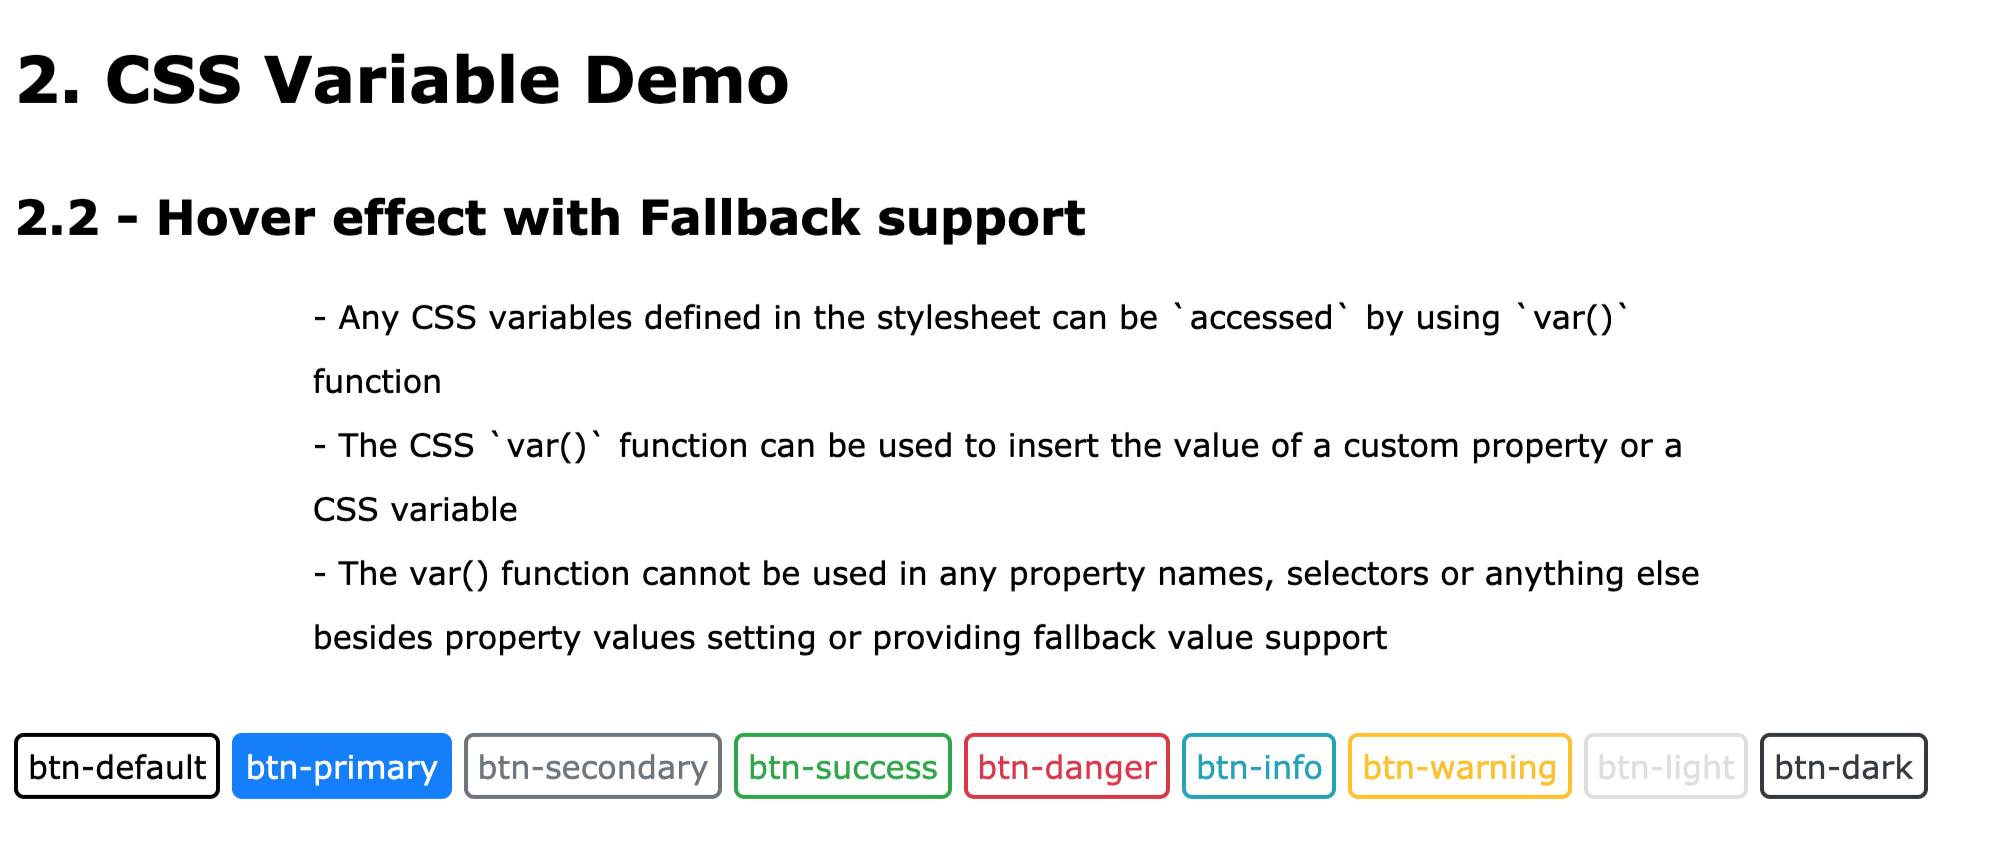 2. CSS Variable Demo
2.2 - Hover effect with Fallback support
- Any CSS variables defined in the stylesheet can be `accessed` by using `var()`
function
- The CSS `var()` function can be used to insert the value of a custom property or a
CSS variable
- The var() function cannot be used in any property names, selectors or anything else
besides property values setting or providing fallback value support
btn-default btn-primary btn-secondary btn-success btn-danger btn-info btn-warning btn-light btn-dark